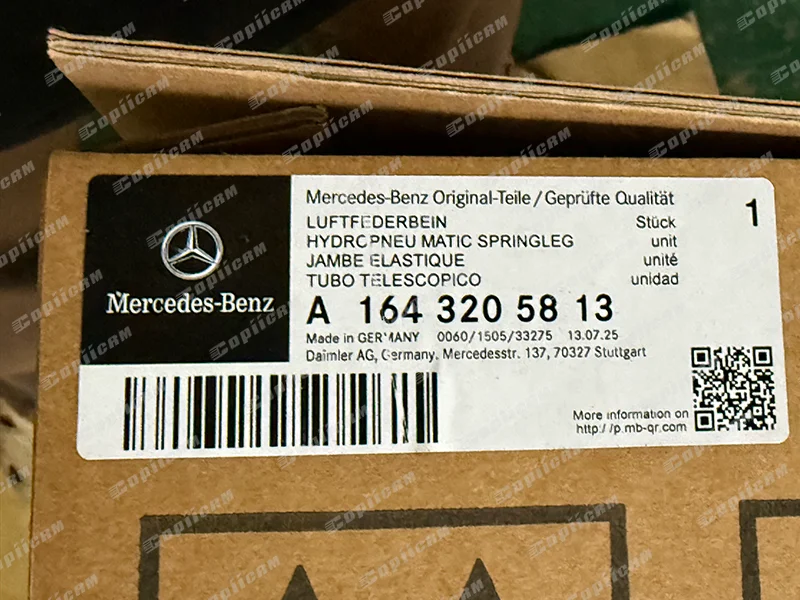 Mercedes-Benz Original-Teile / Geprüfte Qualität
1
LUFTFEDERBEIN Stück
HYDROPNEU MATIC SPRINGLEG unit
JAMBE ELASTIQUE unité
TUBO TELESCOPICO unidad
Mercedes-Benz
A 164 320 58 13
Made in GERMANY 0060/1505/33275 13.07.25
Daimler AG, Germany, Mercedesstr. 137, 70327 Stuttgart
More information on
http://p.mb-qr.com
CopiicAM